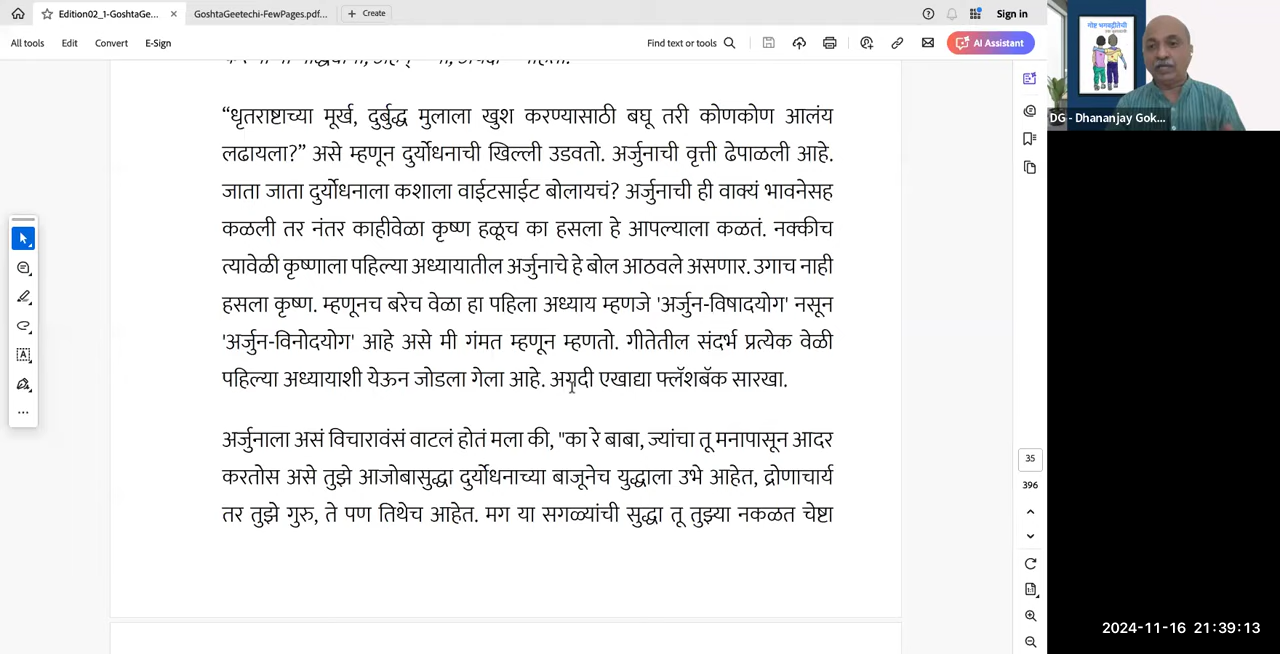 Edition02_1-GoshtaGe...
GoshtaGeetechi-FewPages.pdf...
Create
Sign in
All tools
Edit
Convert
E-Sign
Find text or tools
AI Assistant
“धृतराष्टाच्या मूर्ख, दुर्बुद्ध मुलाला खुश करण्यासाठी बघू तरी कोणकोण आलंय
लढायला?” असे म्हणून दुर्योधनाची खिल्ली उडवतो. अर्जुनाची वृत्ती ढेपाळली आहे.
जाता जाता दुर्योधनाला कशाला वाईटसाईट बोलायचं? अर्जुनाची ही वाक्यं भावनेसह
कळली तर नंतर काहीवेळा कृष्ण हळूच का हसला हे आपल्याला कळतं. नक्कीच
त्यावेळी कृष्णाला पहिल्या अध्यायातील अर्जुनाचे हे बोल आठवले असणार. उगाच नाही
हसला कृष्ण. म्हणूनच बरेच वेळा हा पहिला अध्याय म्हणजे 'अर्जुन-विषादयोग' नसून
'अर्जुन-विनोदयोग' आहे असे मी गंमत म्हणून म्हणतो. गीतेतील संदर्भ प्रत्येक वेळी
पहिल्या अध्यायाशी येऊन जोडला गेला आहे. अगदी एखाद्या फ्लॅशबॅक सारखा.
अर्जुनाला असं विचारावंसं वाटलं होतं मला की, "का रे बाबा, ज्यांचा तू मनापासून आदर
करतोस असे तुझे आजोबासुद्धा दुर्योधनाच्या बाजूनेच युद्धाला उभे आहेत, द्रोणाचार्य
तर तुझे गुरु, ते पण तिथेच आहेत. मग या सगळ्यांची सुद्धा तू तुझ्या नकळत चेष्टा
35
396
DG - Dhananjay Gok...
2024-11-16 21:39:13